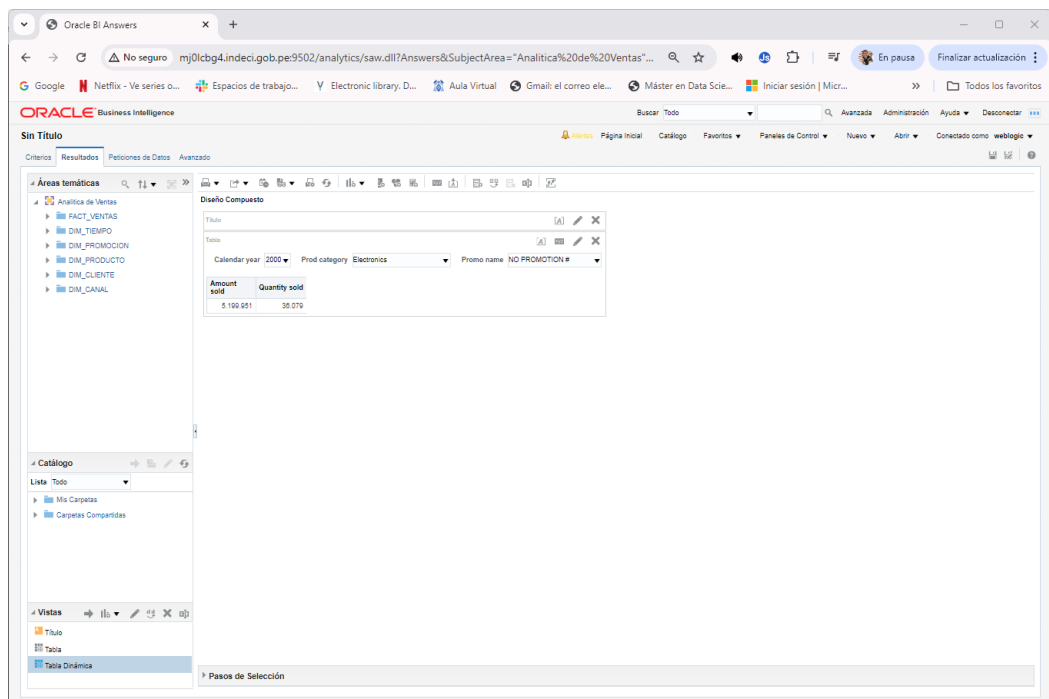 Oracle BI Answers
No seguro mj0lcbg4.indeci.gob.pe:9502/analytics/saw.dll?Answers&SubjectArea="Analitica%20de%20Ventas"... Js En pausa Finalizar actualización
Google Netflix - Ve series o... Espacios de trabajo... Electronic library. D... Aula Virtual Gmail: el correo ele... Máster en Data Scie... Iniciar sesión | Micr... » Todos los favoritos
ORACLE Business Intelligence Buscar Todo Avanzada Administración Ayuda Desconectar
Sin Título Alertas Página Inicial Catálogo Favoritos Paneles de Control Nuevo Abrir Conectado como weblogic
Criterios Resultados Peticiones de Datos Avanzado
Áreas temáticas
Diseño Compuesto
Analitica de Ventas
FACT_VENTAS
DIM_TIEMPO
DIM_PROMOCION
DIM_PRODUCTO
DIM_CLIENTE
DIM_CANAL
Título
Tabla
Calendar year 2000 Prod category Electronics Promo name NO PROMOTION #
Amount sold Quantity sold
5.199.951 36.079
Catálogo
Lista Todo
Mis Carpetas
Carpetas Compartidas
Vistas
Título
Tabla
Tabla Dinámica
Pasos de Selección